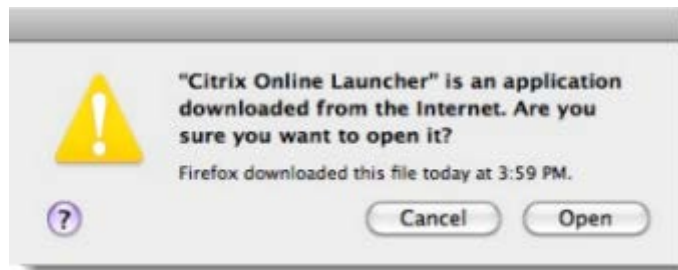 "Citrix Online Launcher" is an application
downloaded from the Internet. Are you
sure you want to open it?
Firefox downloaded this file today at 3:59 PM.
?
Cancel
Open